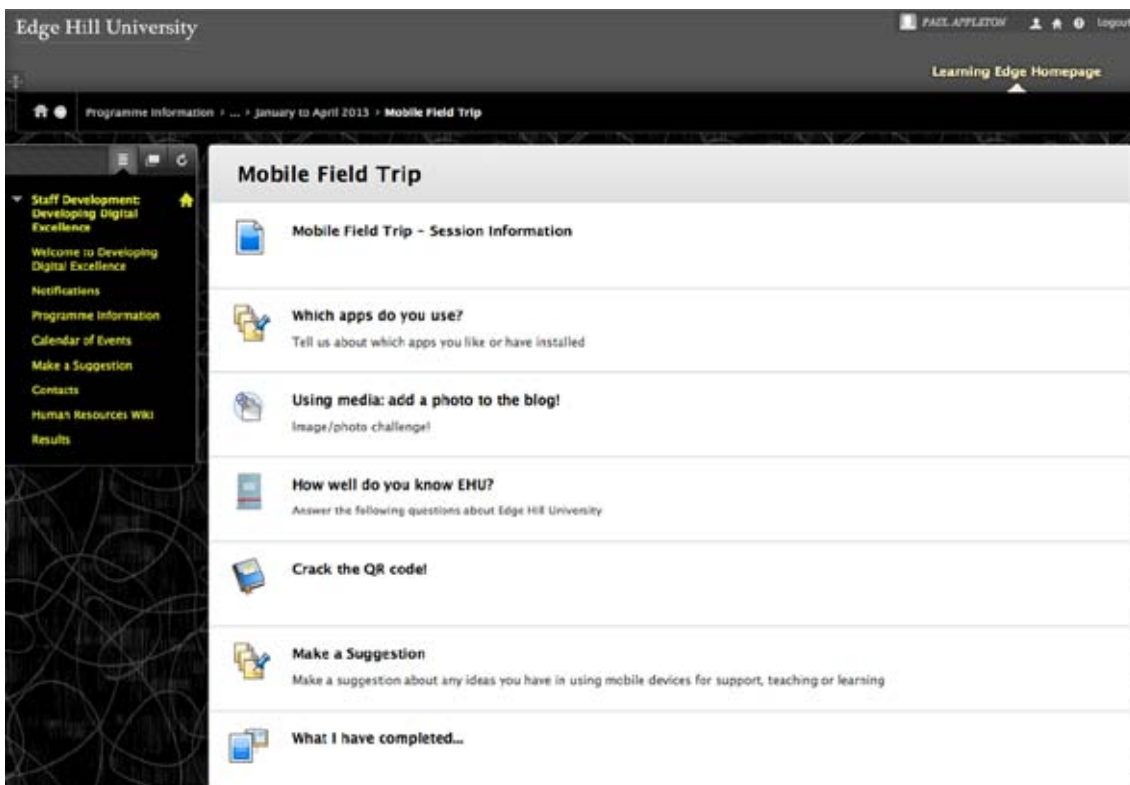 Edge Hill University
PAUL APPLETON
Logout
Learning Edge Homepage
Programme Information > ... > January to April 2013 > Mobile Field Trip
Staff Development:
Developing Digital
Excellence
Welcome to Developing
Digital Excellence
Notifications
Programme Information
Calendar of Events
Make a Suggestion
Contacts
Human Resources Wiki
Results
Mobile Field Trip
Mobile Field Trip - Session Information
Which apps do you use?
Tell us about which apps you like or have installed
Using media: add a photo to the blog!
Image/photo challenge!
How well do you know EHU?
Answer the following questions about Edge Hill University
Crack the QR code!
Make a Suggestion
Make a suggestion about any ideas you have in using mobile devices for support, teaching or learning
What I have completed...